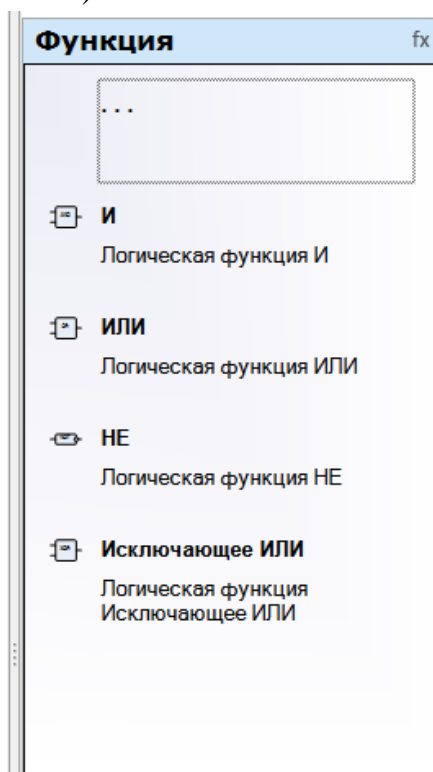 Функция fx
...
И
Логическая функция И
ИЛИ
Логическая функция ИЛИ
НЕ
Логическая функция НЕ
Исключающее ИЛИ
Логическая функция
Исключающее ИЛИ